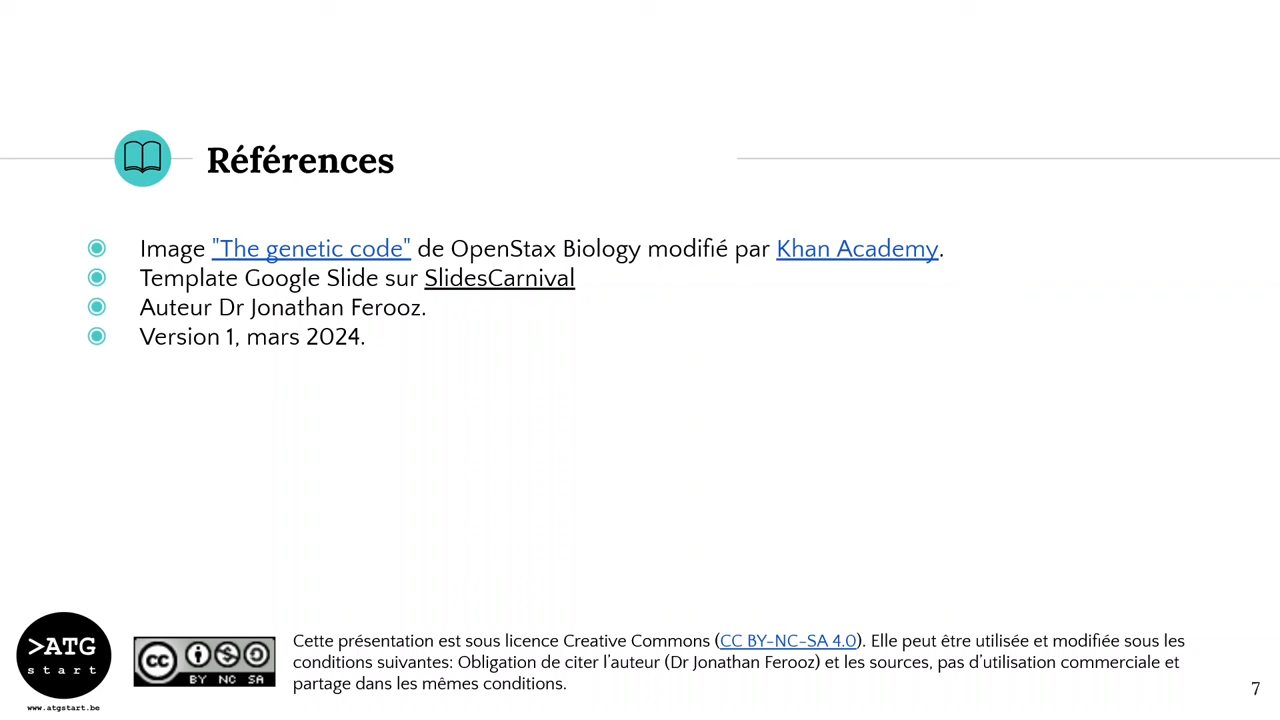 Références
Image "The genetic code" de OpenStax Biology modifié par Khan Academy.
Template Google Slide sur SlidesCarnival
Auteur Dr Jonathan Ferooz.
Version 1, mars 2024.
>ATG
start
www.atgstart.be
cc
BY NC SA
Cette présentation est sous licence Creative Commons (CC BY-NC-SA 4.0). Elle peut être utilisée et modifiée sous les
conditions suivantes: Obligation de citer l’auteur (Dr Jonathan Ferooz) et les sources, pas d’utilisation commerciale et
partage dans les mêmes conditions.
7